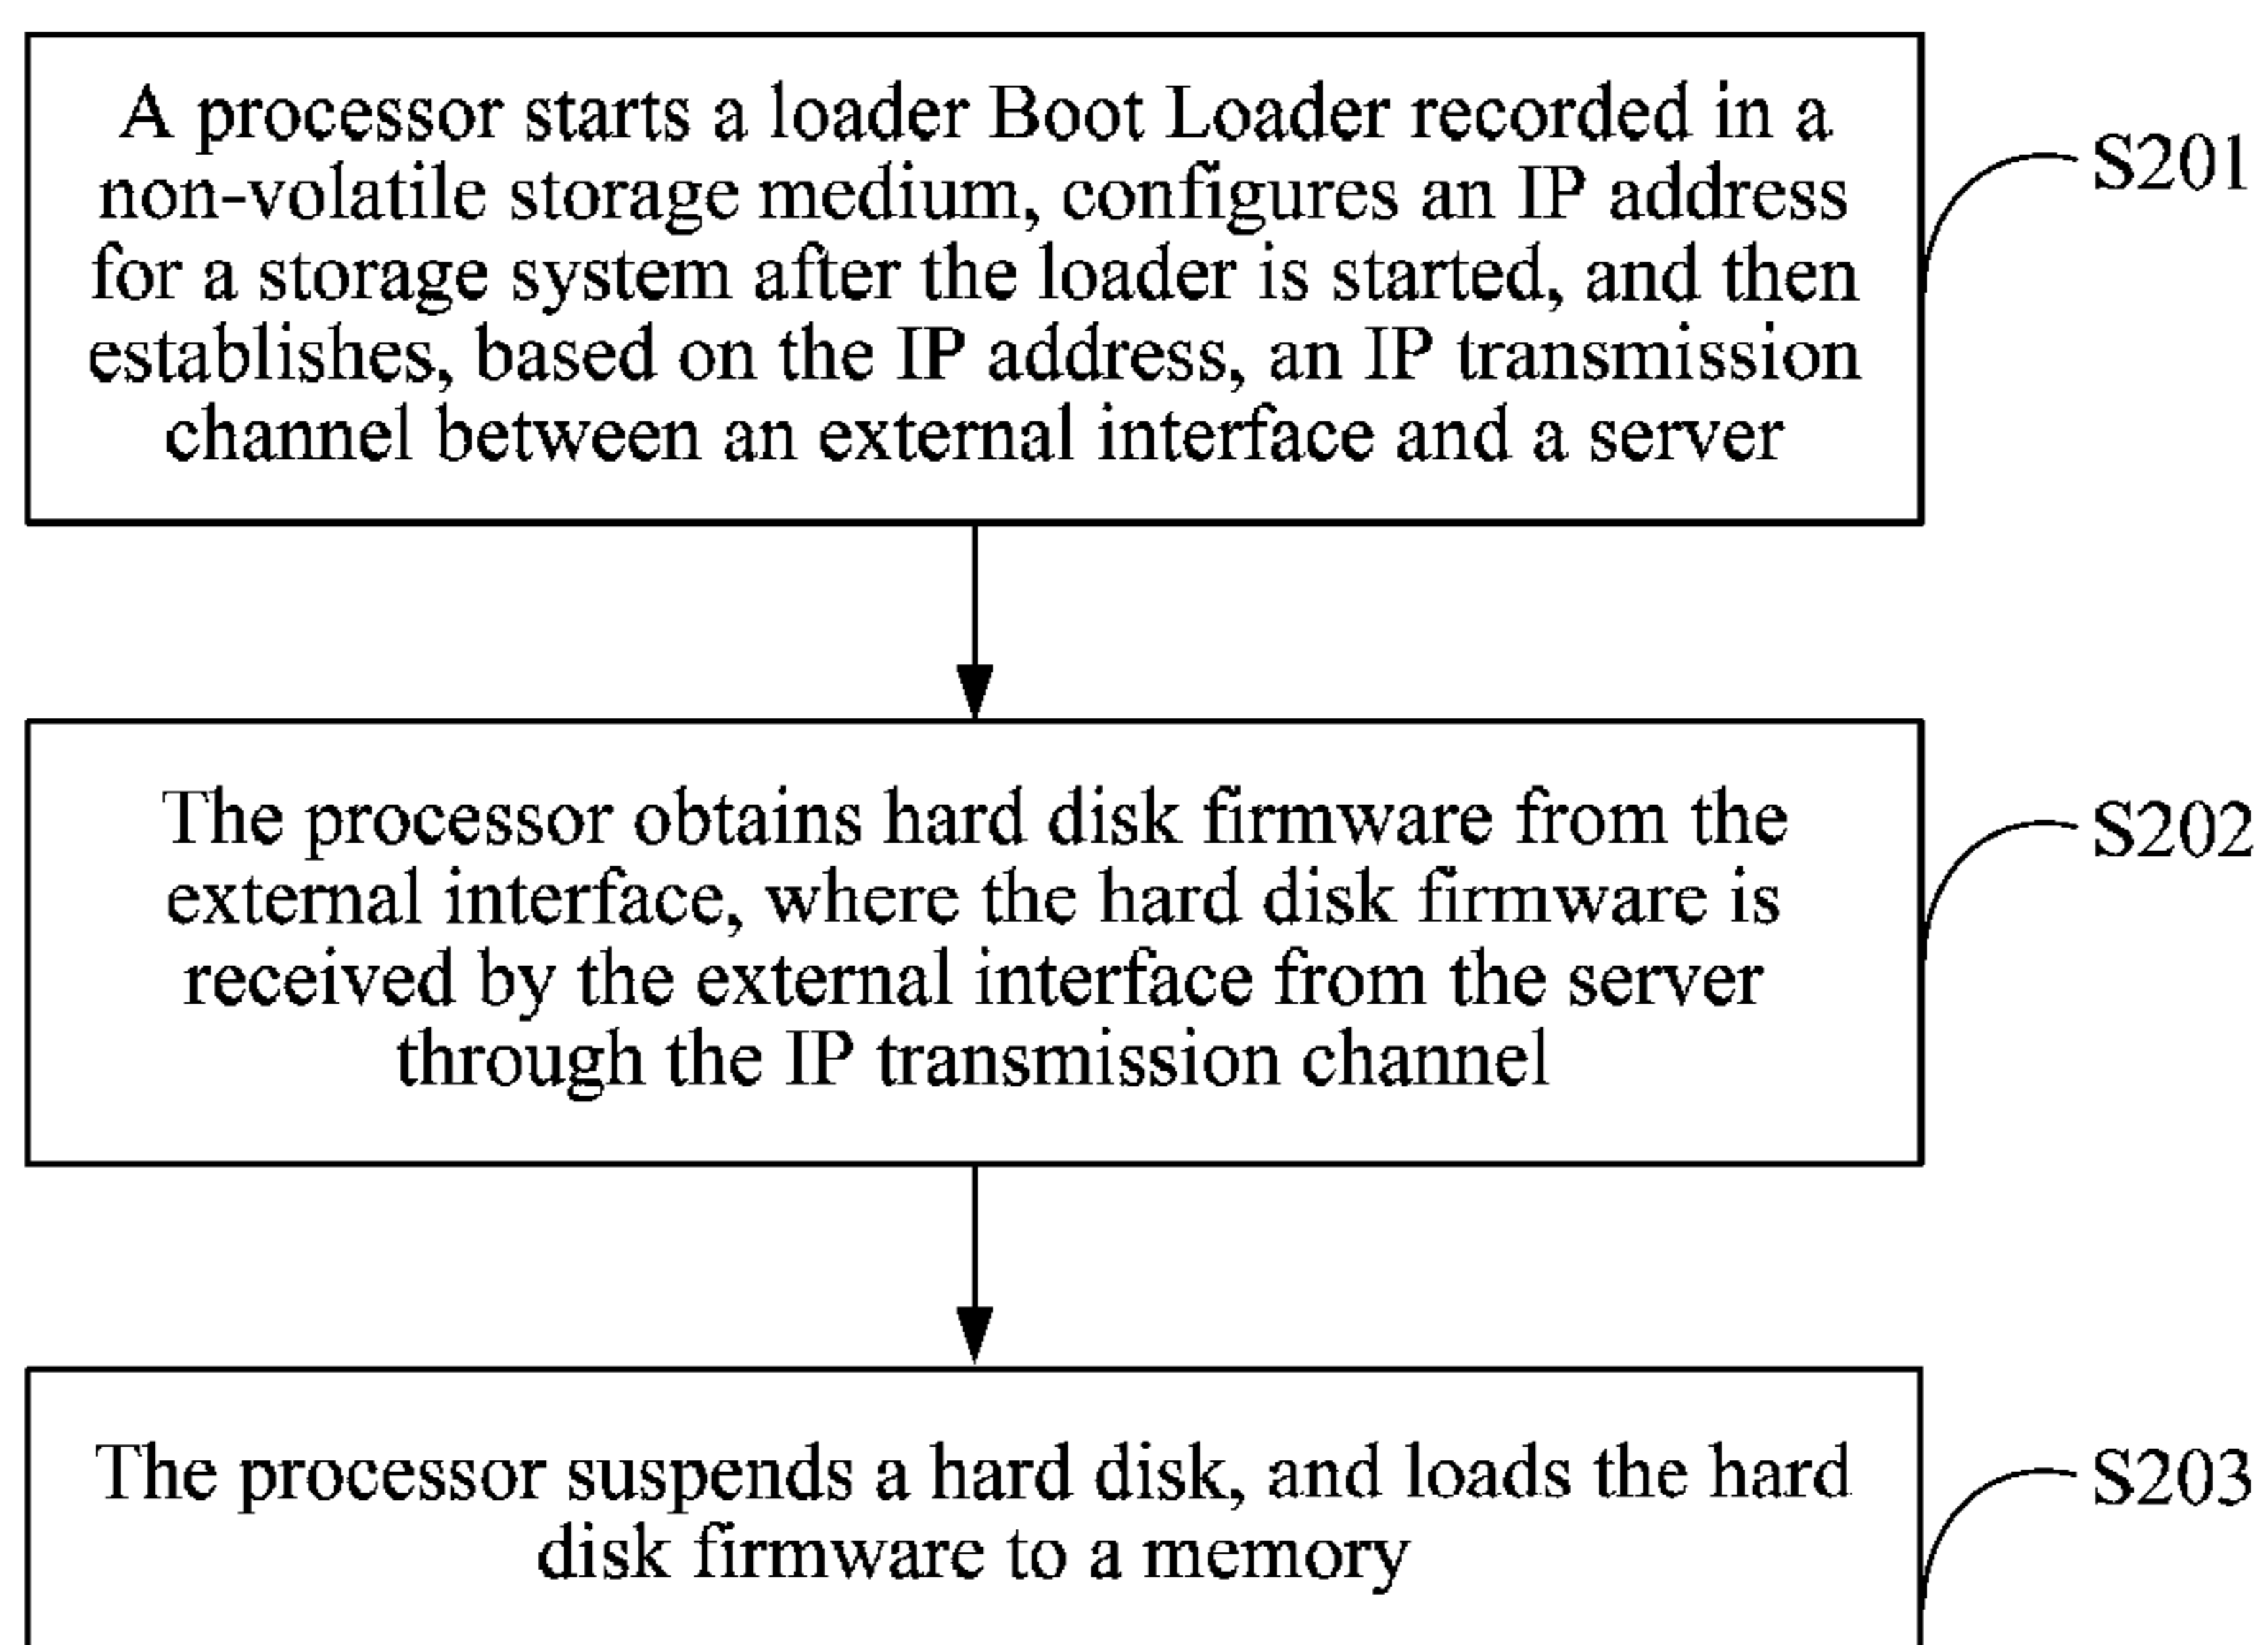 A processor starts a loader Boot Loader recorded in a
non-volatile storage medium, configures an IP address
for a storage system after the loader is started, and then
establishes, based on the IP address, an IP transmission
channel between an external interface and a server
S201
The processor obtains hard disk firmware from the
external interface, where the hard disk firmware is
received by the external interface from the server
through the IP transmission channel
S202
The processor suspends a hard disk, and loads the hard
disk firmware to a memory
S203